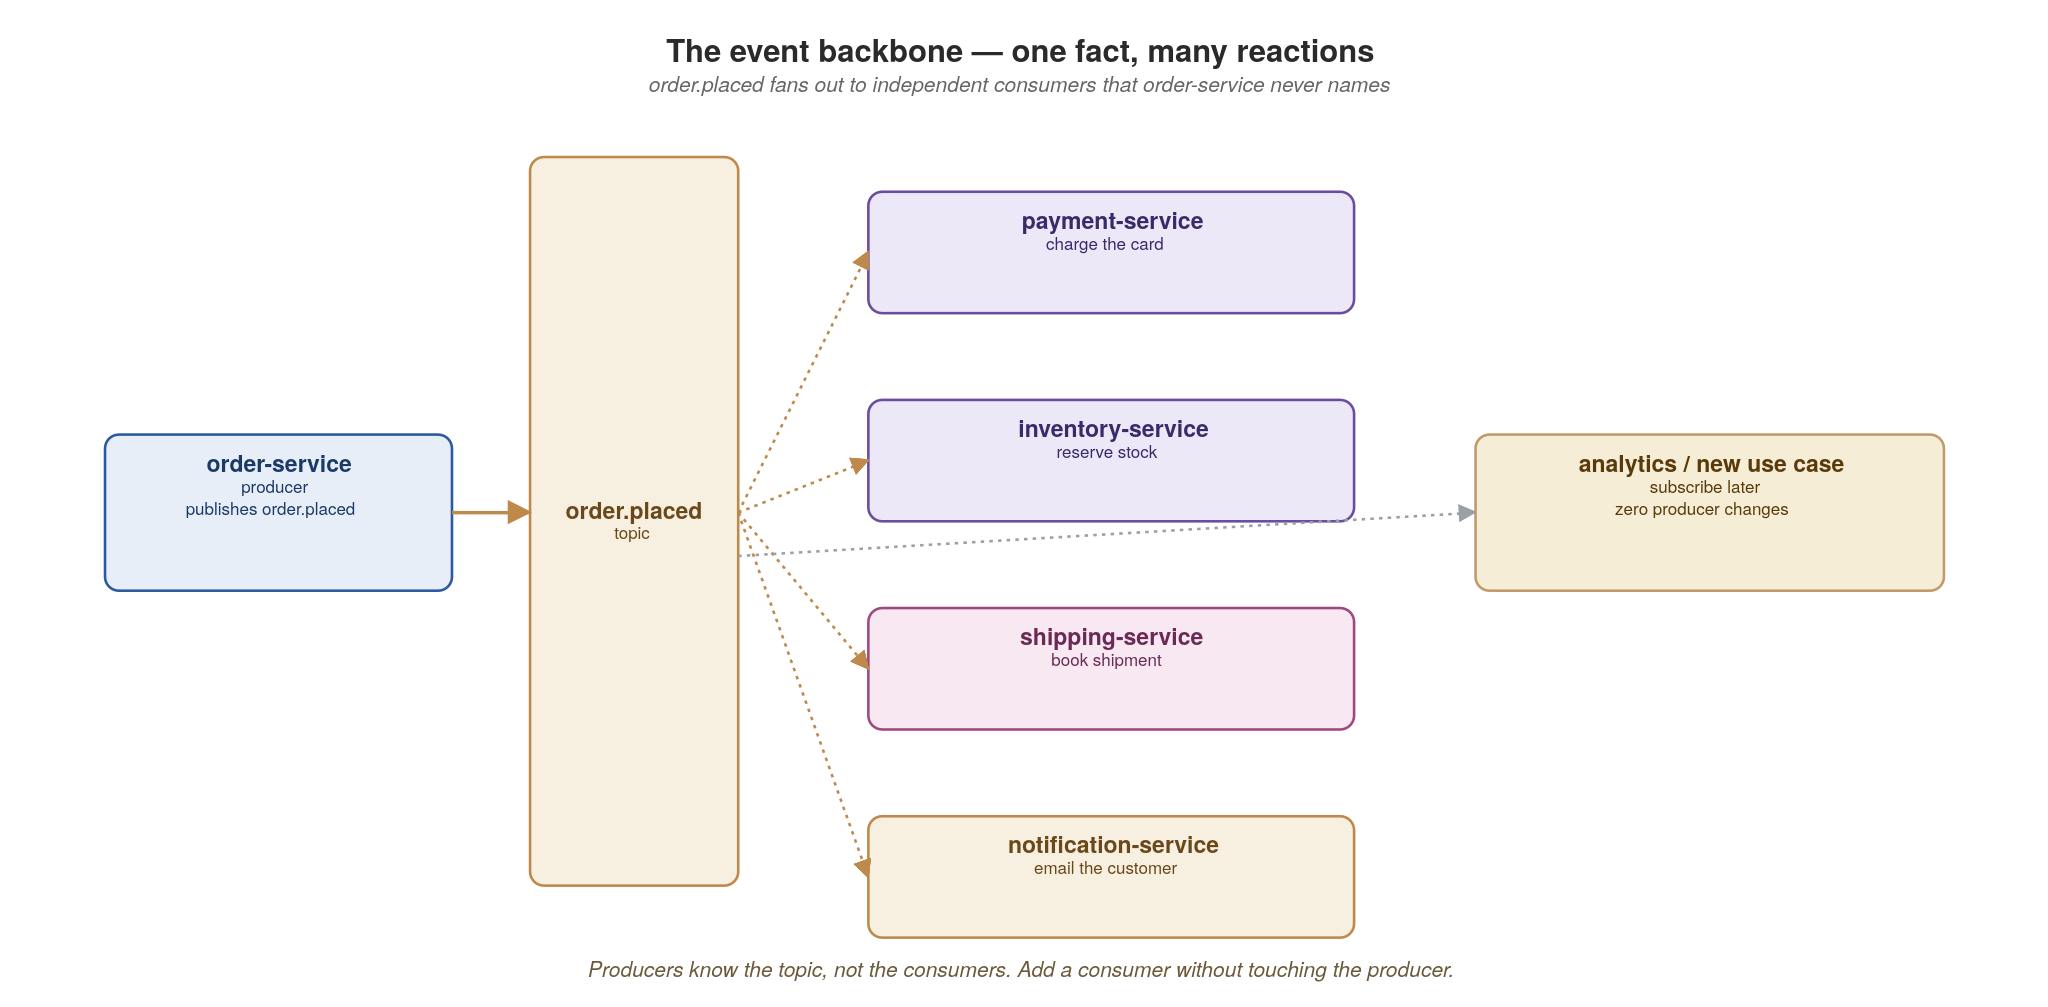 The event backbone — one fact, many reactions
order.placed fans out to independent consumers that order-service never names
order-service
producer
publishes order.placed
order.placed
topic
payment-service
charge the card
inventory-service
reserve stock
shipping-service
book shipment
notification-service
email the customer
analytics / new use case
subscribe later
zero producer changes
Producers know the topic, not the consumers. Add a consumer without touching the producer.